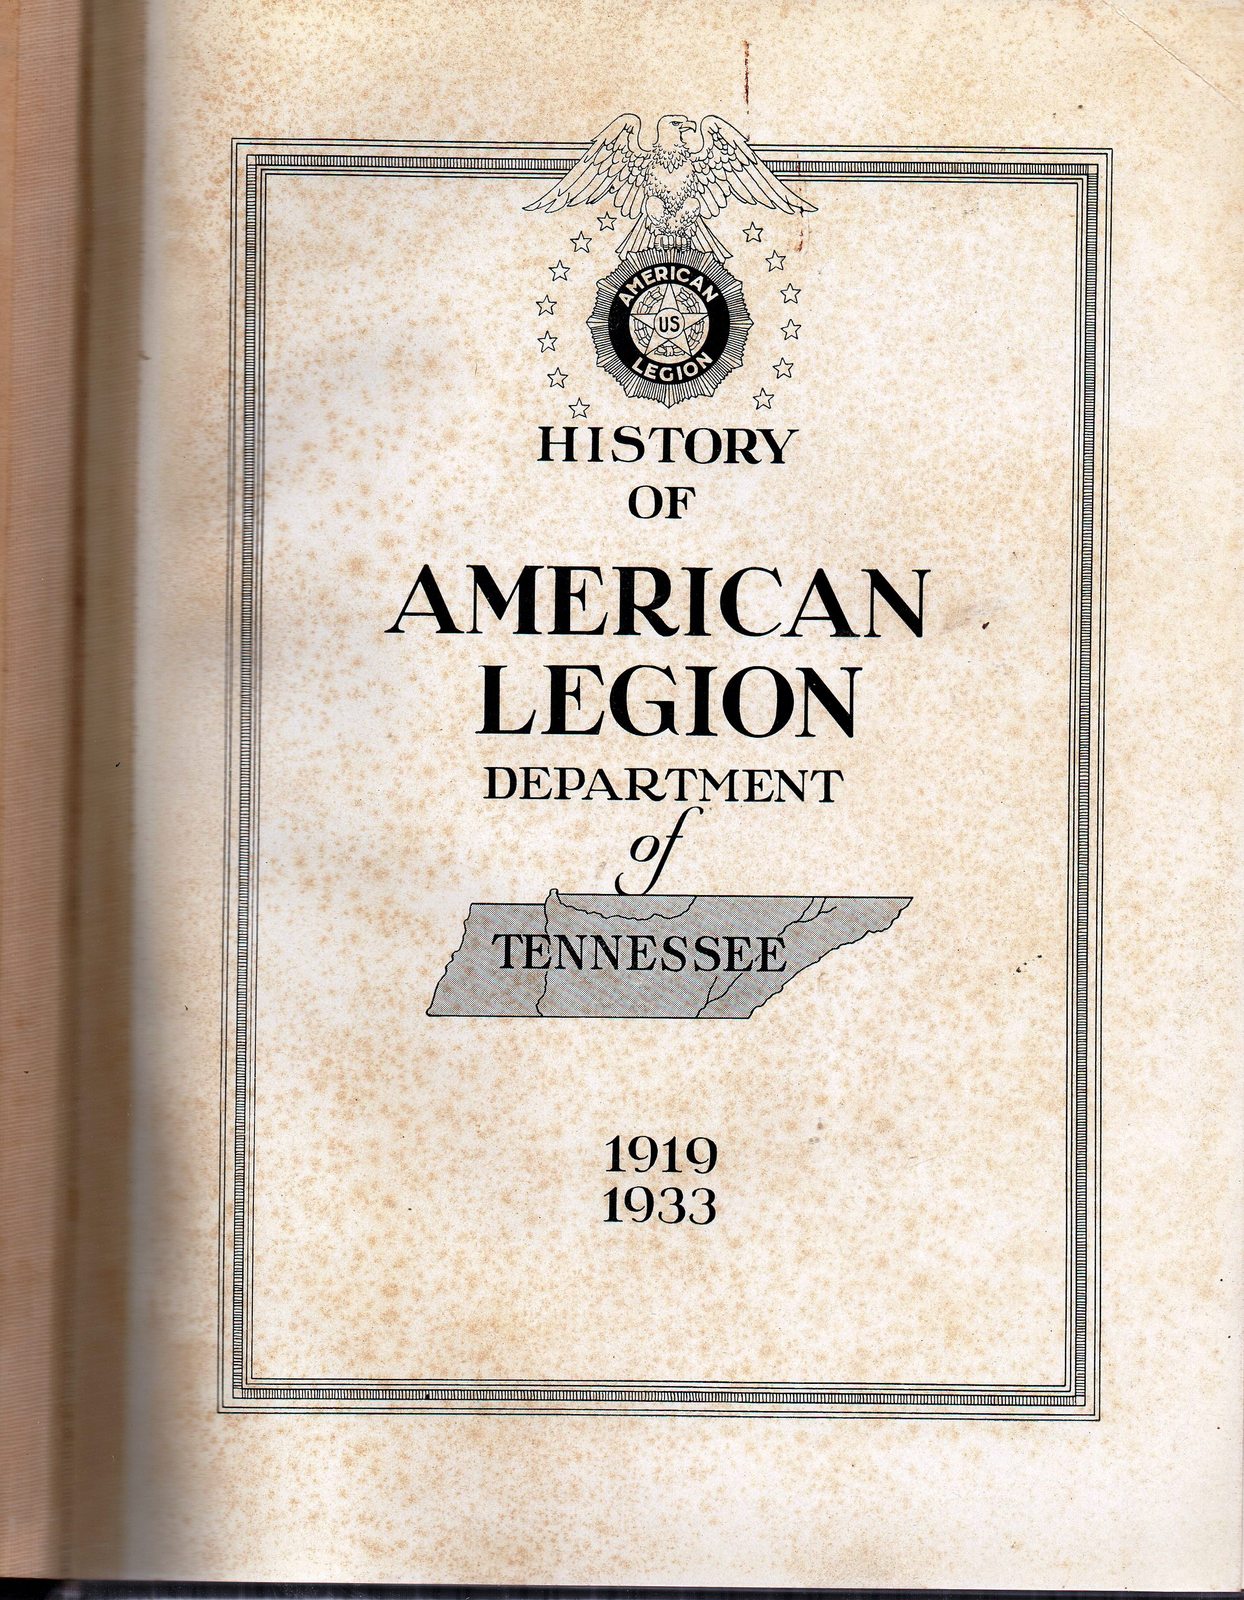 AMERICAN
US
LEGION
HISTORY
OF
AMERICAN
LEGION
DEPARTMENT
of
TENNESSEE
1919
1933